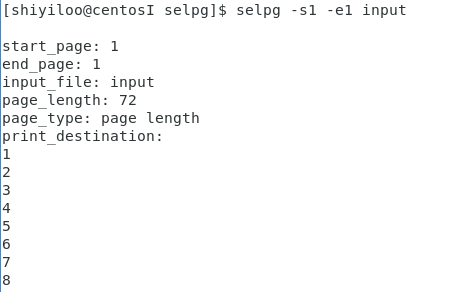 [shiyiloo@centosI selpg]$ selpg -s1 -e1 input
start_page: 1
end_page: 1
input_file: input
page_length: 72
page_type: page length
print_destination:
1
2
3
4
5
6
7
8